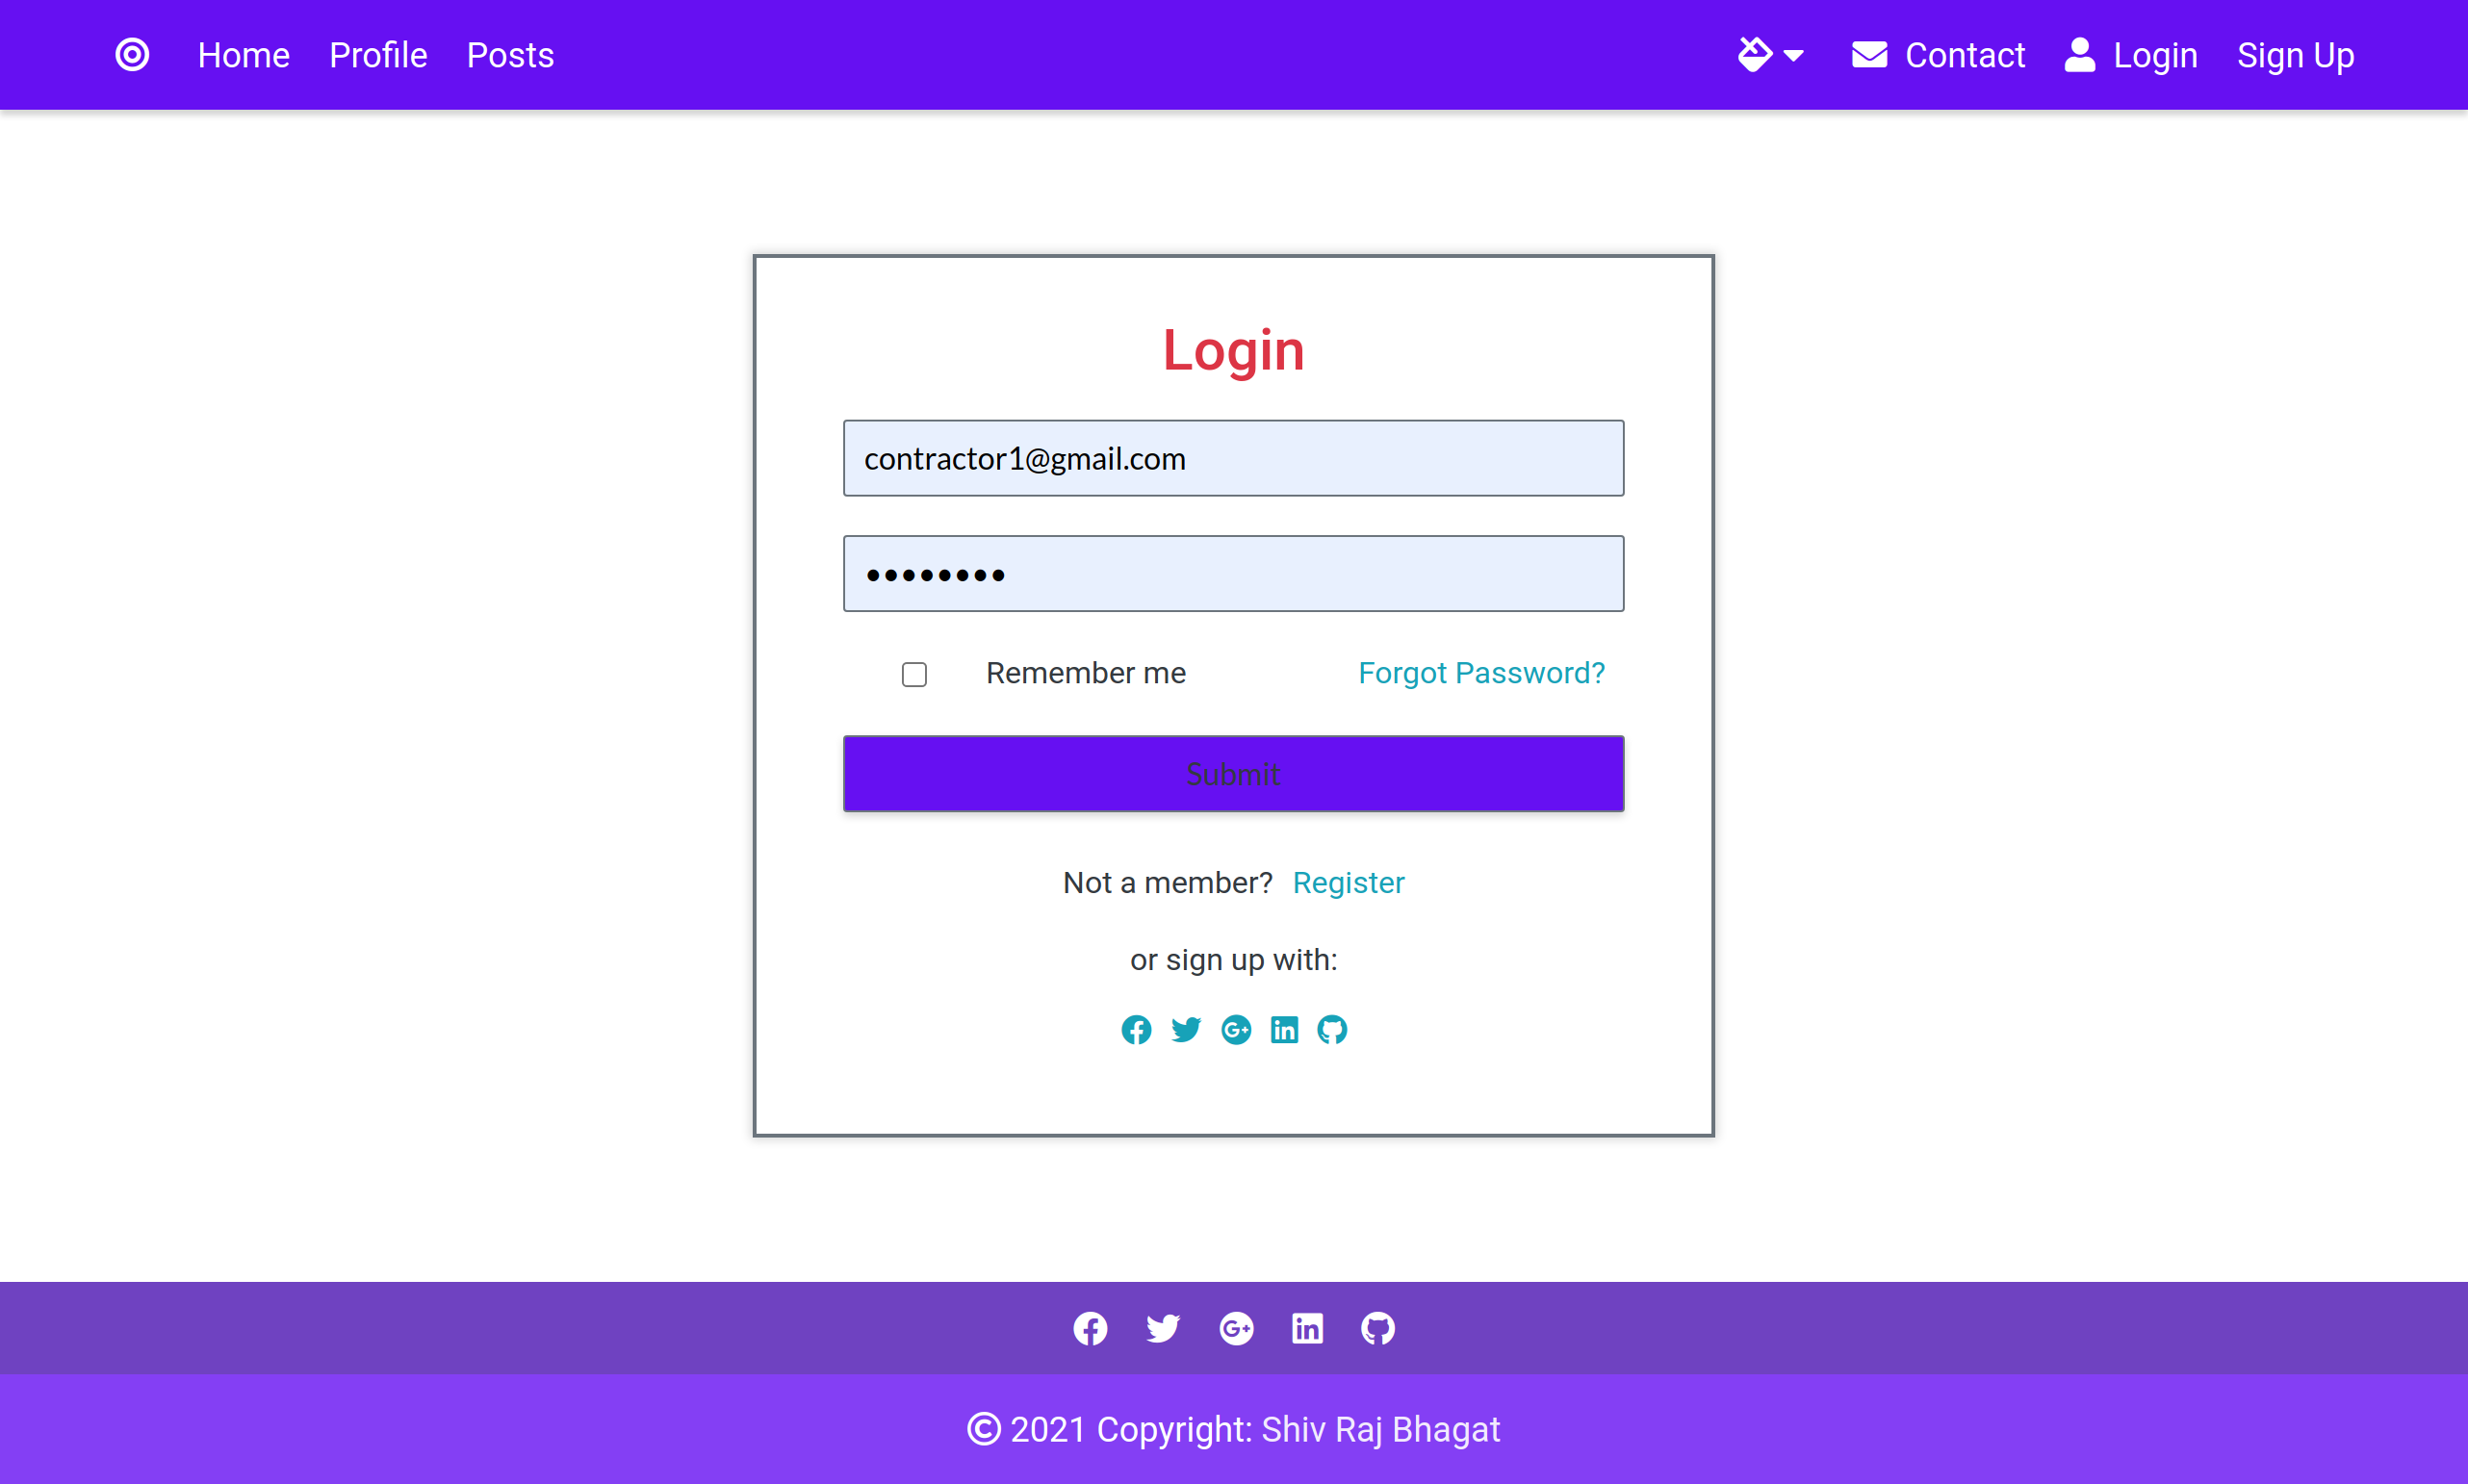 Home Profile Posts Contact Login Sign Up
Login
contractor1@gmail.com
••••••••
Remember me Forgot Password?
Submit
Not a member? Register
or sign up with:
© 2021 Copyright: Shiv Raj Bhagat